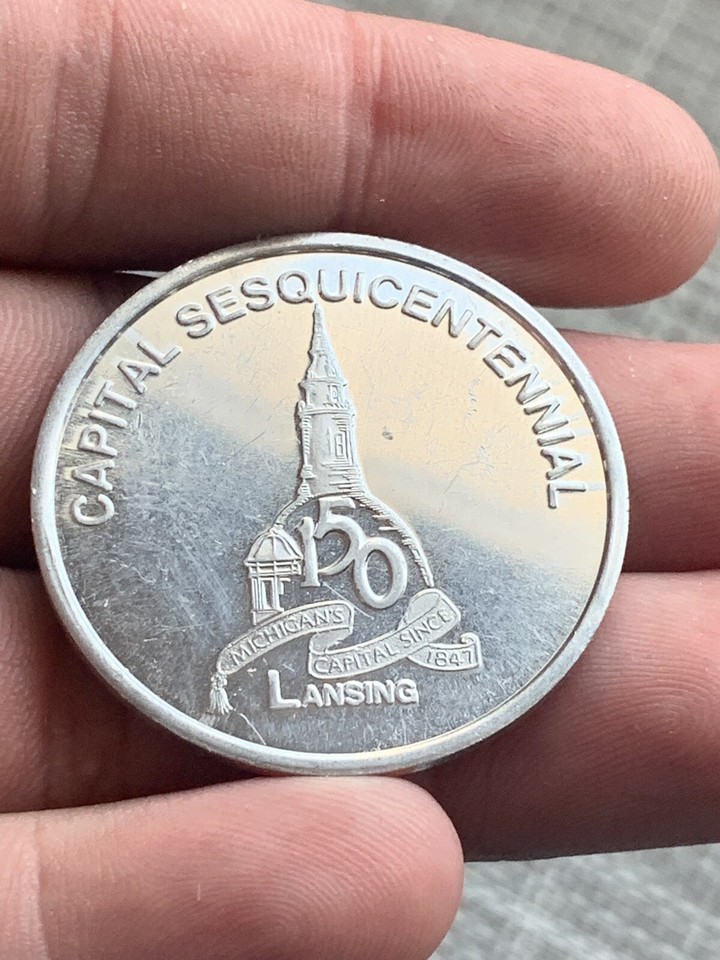 CAPITAL SESQUICENTENNIAL
150
MICHIGAN'S
CAPITAL SINCE
1847
LANSING